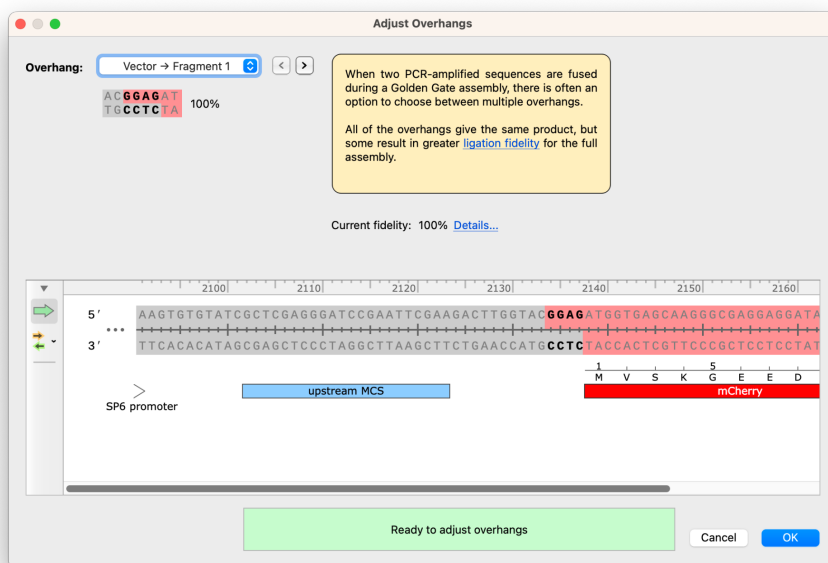 Adjust Overhangs
Overhang: Vector → Fragment 1 < >
ACGGAGAT
TGCCTCTA
100%
When two PCR-amplified sequences are fused
during a Golden Gate assembly, there is often an
option to choose between multiple overhangs.
All of the overhangs give the same product, but
some result in greater ligation fidelity for the full
assembly.
Current fidelity: 100% Details...
2100 2110 2120 2130 2140 2150 2160
5' AAGTGTGTATCGCTCGAGGGATCCGAATTCGAAGACTTGGTACGGAGATGGTGAGCAAGGGCGAGGAGGATA
...
3' TTCACACATAGCGAGCTCCCTAGGCTTAAGCTTCTGAACCATGCCTCTACCACTCGTTCCCGCTCCTCCTAT
1 5
M V S K G E E D
upstream MCS mCherry
SP6 promoter
Ready to adjust overhangs
Cancel OK